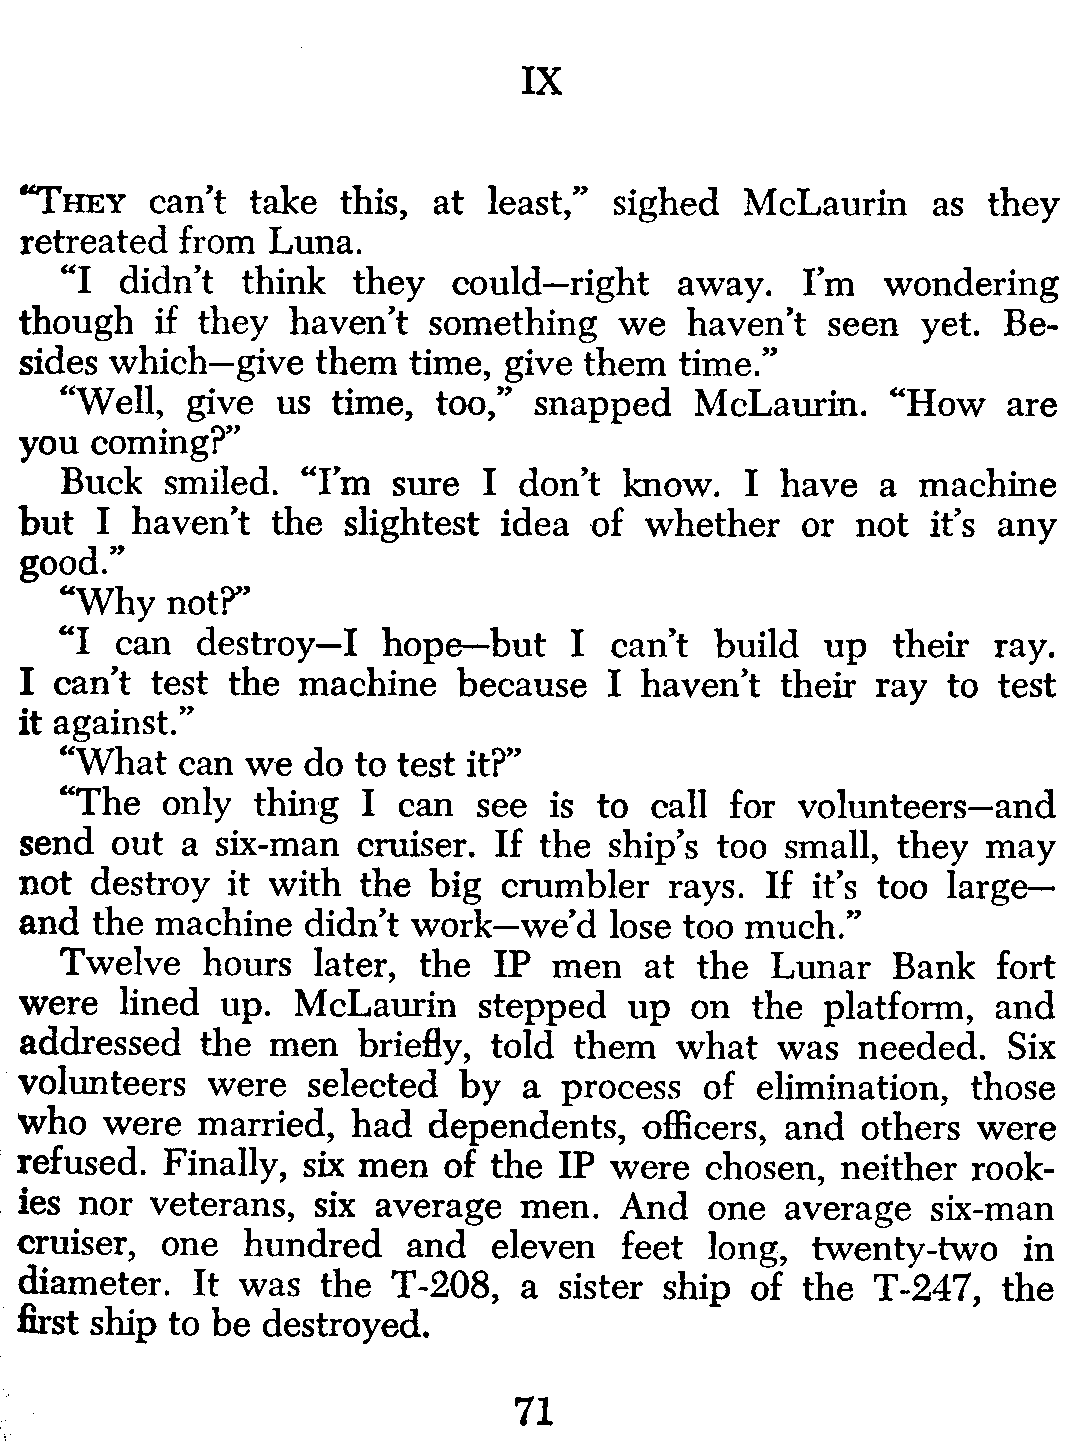 IX
“THEY can’t take this, at least,” sighed McLaurin as they
retreated from Luna.
“I didn’t think they could—right away. I’m wondering
though if they haven’t something we haven’t seen yet. Be-
sides which—give them time, give them time.”
“Well, give us time, too,” snapped McLaurin. “How are
you coming?”
Buck smiled. “I’m sure I don’t know. I have a machine
but I haven’t the slightest idea of whether or not it’s any
good.”
“Why not?”
“I can destroy—I hope—but I can’t build up their ray.
I can’t test the machine because I haven’t their ray to test
it against.”
“What can we do to test it?”
“The only thing I can see is to call for volunteers—and
send out a six-man cruiser. If the ship’s too small, they may
not destroy it with the big crumbler rays. If it’s too large—
and the machine didn’t work—we’d lose too much.”
Twelve hours later, the IP men at the Lunar Bank fort
were lined up. McLaurin stepped up on the platform, and
addressed the men briefly, told them what was needed. Six
volunteers were selected by a process of elimination, those
who were married, had dependents, officers, and others were
refused. Finally, six men of the IP were chosen, neither rook-
ies nor veterans, six average men. And one average six-man
cruiser, one hundred and eleven feet long, twenty-two in
diameter. It was the T-208, a sister ship of the T-247, the
first ship to be destroyed.
71